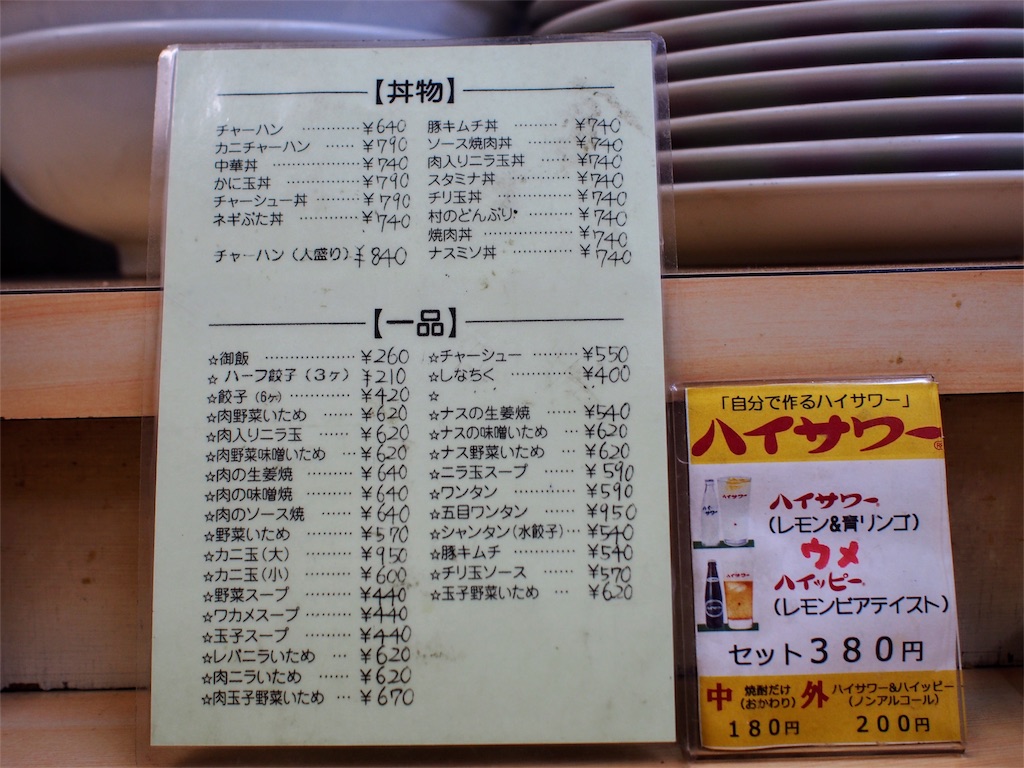 【丼物】
チャーハン ………… ¥640
カニチャーハン …… ¥790
中華丼 …………… ¥740
かに玉丼 ………… ¥790
チャーシュー丼 …… ¥790
ネギぶた丼 ……… ¥740
チャーハン(大盛り) ¥840
豚キムチ丼 ……… ¥740
ソース焼肉丼 …… ¥740
肉入りニラ玉丼 …… ¥740
スタミナ丼 ……… ¥740
チリ玉丼 ………… ¥740
村のどんぶり ……… ¥740
焼肉丼 …………… ¥740
ナスミソ丼 ……… ¥740
【一品】
☆御飯 ……………… ¥260
☆ハーフ餃子(3ヶ) ¥210
☆餃子(6ヶ) ……… ¥420
☆肉野菜いため …… ¥620
☆肉入りニラ玉 …… ¥620
☆肉野菜味噌いため … ¥620
☆肉の生姜焼 ……… ¥640
☆肉の味噌焼 ……… ¥640
☆肉のソース焼 …… ¥640
☆野菜いため ……… ¥570
☆カニ玉(大) ……… ¥950
☆カニ玉(小) ……… ¥600
☆野菜スープ ……… ¥440
☆ワカメスープ …… ¥440
☆玉子スープ ……… ¥440
☆レバニラいため … ¥620
☆肉ニラいため …… ¥620
☆肉玉子野菜いため … ¥670
☆チャーシュー ……… ¥550
☆しなちく ………… ¥400
☆
☆ナスの生姜焼 …… ¥540
☆ナスの味噌いため … ¥620
☆ナス野菜いため … ¥620
☆ニラ玉スープ …… ¥590
☆ワンタン ………… ¥590
☆五目ワンタン …… ¥950
☆シャンタン(水餃子)… ¥540
☆豚キムチ ………… ¥540
☆チリ玉ソース …… ¥570
☆玉子野菜いため … ¥620
「自分で作るハイサワー」
ハイサワー®
ハイサワー
(レモン&青リンゴ)
ウメ
ハイッピー
(レモンビアテイスト)
セット380円
中 焼酎だけ
(おかわり)
180円
外 ハイサワー&ハイッピー
(ノンアルコール)
200円